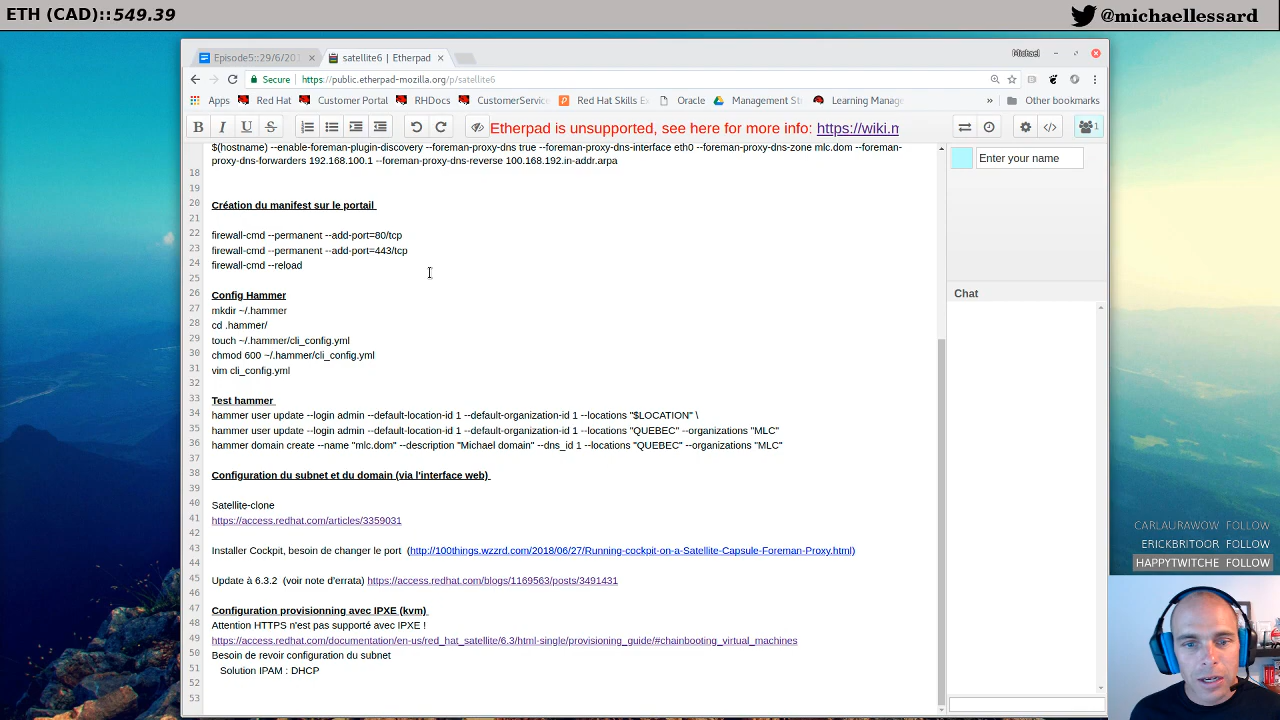 ETH (CAD)::549.39
@michaellessard
Episode5::29/6/201
satellite6 | Etherpad
Michael
Secure
https://public.etherpad-mozilla.org/p/satellite6
Apps
Red Hat
Customer Portal
RHDocs
CustomerService
Red Hat Skills E
Oracle
Management St
Learning Manage
»
Other bookmarks
B I U S
Etherpad is unsupported, see here for more info: https://wiki.n
1
Enter your name
Chat
$(hostname) --enable-foreman-plugin-discovery --foreman-proxy-dns true --foreman-proxy-dns-interface eth0 --foreman-proxy-dns-zone mlc.dom --foreman-
proxy-dns-forwarders 192.168.100.1 --foreman-proxy-dns-reverse 100.168.192.in-addr.arpa
18
19
20 Création du manifest sur le portail
21
22 firewall-cmd --permanent --add-port=80/tcp
23 firewall-cmd --permanent --add-port=443/tcp
24 firewall-cmd --reload
25
26 Config Hammer
27 mkdir ~/.hammer
28 cd .hammer/
29 touch ~/.hammer/cli_config.yml
30 chmod 600 ~/.hammer/cli_config.yml
31 vim cli_config.yml
32
33 Test hammer
34 hammer user update --login admin --default-location-id 1 --default-organization-id 1 --locations "$LOCATION" \
35 hammer user update --login admin --default-location-id 1 --default-organization-id 1 --locations "QUEBEC" --organizations "MLC"
36 hammer domain create --name "mlc.dom" --description "Michael domain" --dns_id 1 --locations "QUEBEC" --organizations "MLC"
37
38 Configuration du subnet et du domain (via l'interface web)
39
40 Satellite-clone
41 https://access.redhat.com/articles/3359031
42
43 Installer Cockpit, besoin de changer le port (http://100things.wzzrd.com/2018/06/27/Running-cockpit-on-a-Satellite-Capsule-Foreman-Proxy.html)
44
45 Update à 6.3.2 (voir note d'errata) https://access.redhat.com/blogs/1169563/posts/3491431
46
47 Configuration provisionning avec IPXE (kvm)
48 Attention HTTPS n'est pas supporté avec IPXE !
49 https://access.redhat.com/documentation/en-us/red_hat_satellite/6.3/html-single/provisioning_guide/#chainbooting_virtual_machines
50 Besoin de revoir configuration du subnet
51 Solution IPAM : DHCP
52
53
CARLAURAWOW FOLLOW
ERICKBRITOOR FOLLOW
HAPPYTWITCHE FOLLOW